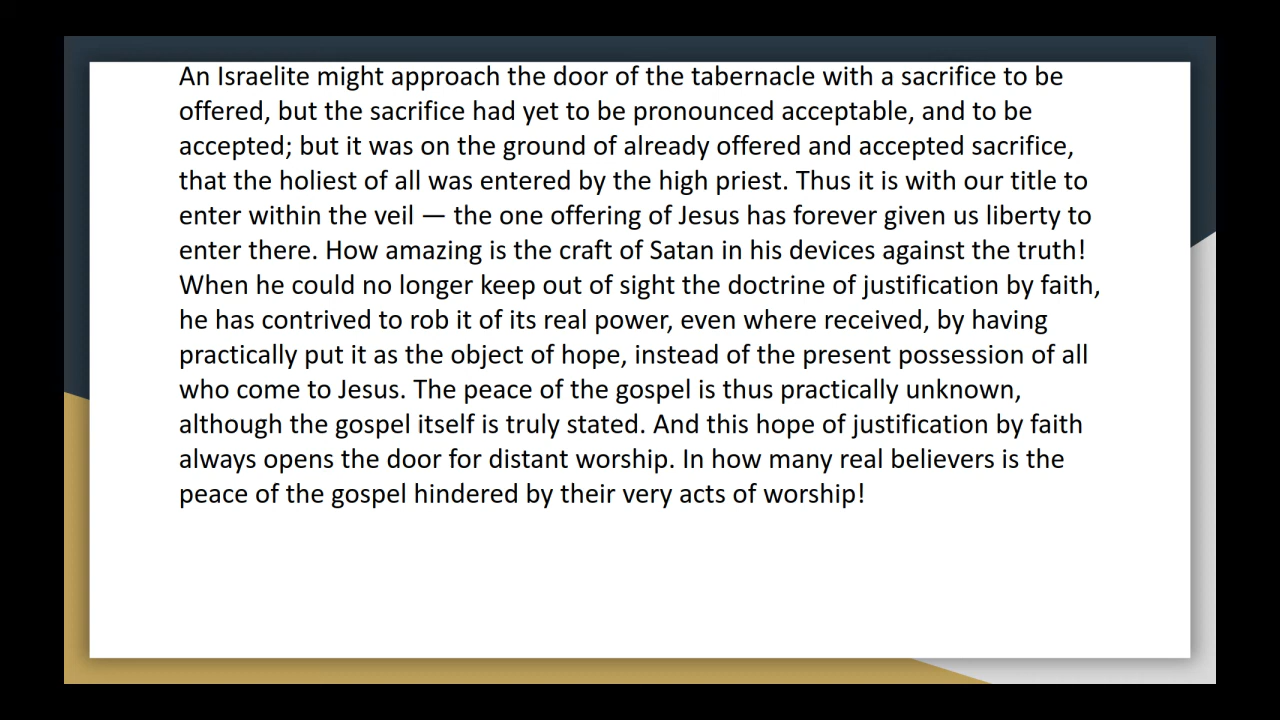 An Israelite might approach the door of the tabernacle with a sacrifice to be
offered, but the sacrifice had yet to be pronounced acceptable, and to be
accepted; but it was on the ground of already offered and accepted sacrifice,
that the holiest of all was entered by the high priest. Thus it is with our title to
enter within the veil — the one offering of Jesus has forever given us liberty to
enter there. How amazing is the craft of Satan in his devices against the truth!
When he could no longer keep out of sight the doctrine of justification by faith,
he has contrived to rob it of its real power, even where received, by having
practically put it as the object of hope, instead of the present possession of all
who come to Jesus. The peace of the gospel is thus practically unknown,
although the gospel itself is truly stated. And this hope of justification by faith
always opens the door for distant worship. In how many real believers is the
peace of the gospel hindered by their very acts of worship!